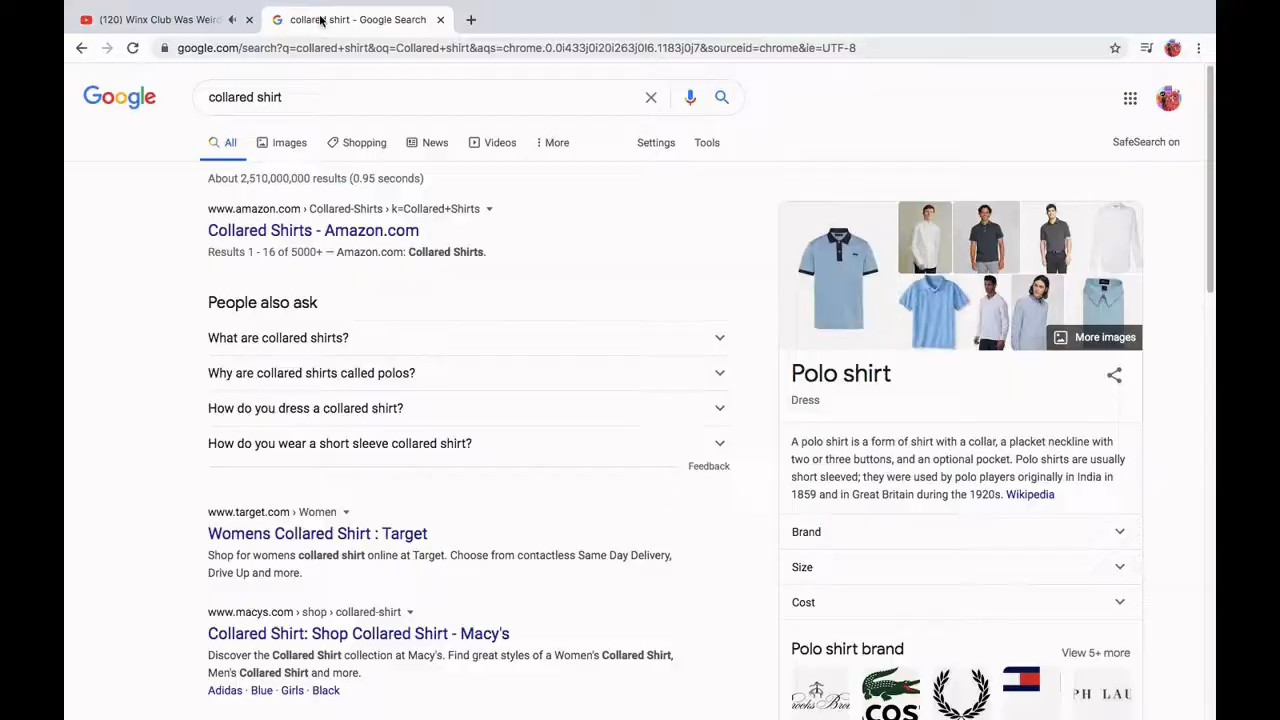 (120) Winx Club Was Weird
collared shirt - Google Search
google.com/search?q=collared+shirt&oq=Collared+shirt&aqs=chrome.0.0i433j0i20i263j0l6.1183j0j7&sourceid=chrome&ie=UTF-8
Google
collared shirt
All
Images
Shopping
News
Videos
More
Settings
Tools
SafeSearch on
About 2,510,000,000 results (0.95 seconds)
www.amazon.com › Collared-Shirts › k=Collared+Shirts
Collared Shirts - Amazon.com
Results 1 - 16 of 5000+ — Amazon.com: Collared Shirts.
People also ask
What are collared shirts?
Why are collared shirts called polos?
How do you dress a collared shirt?
How do you wear a short sleeve collared shirt?
Feedback
www.target.com › Women
Womens Collared Shirt : Target
Shop for womens collared shirt online at Target. Choose from contactless Same Day Delivery,
Drive Up and more.
www.macys.com › shop › collared-shirt
Collared Shirt: Shop Collared Shirt - Macy's
Discover the Collared Shirt collection at Macy's. Find great styles of a Women's Collared Shirt,
Men's Collared Shirt and more.
Adidas · Blue · Girls · Black
More images
Polo shirt
Dress
A polo shirt is a form of shirt with a collar, a placket neckline with
two or three buttons, and an optional pocket. Polo shirts are usually
short sleeved; they were used by polo players originally in India in
1859 and in Great Britain during the 1920s. Wikipedia
Brand
Size
Cost
Polo shirt brand
View 5+ more
PH LAU